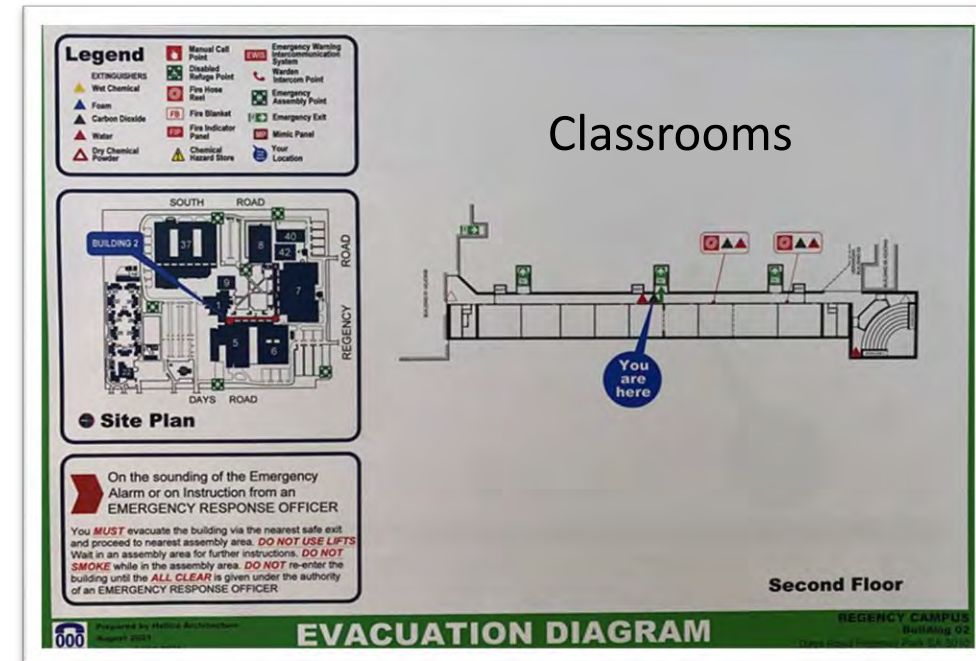 Legend
EXTINGUISHERS
Wet Chemical
Foam
Carbon Dioxide
Water
Dry Chemical
Powder
Manual Call
Point
Disabled
Refuge Point
Fire Hose
Reel
FB Fire Blanket
FIP Fire Indicator
Panel
Chemical
Hazard Store
EWIS Emergency Warning
Intercommunication
System
Warden
Intercom Point
Emergency
Assembly Point
Emergency Exit
MP Mimic Panel
Your
Location
Classrooms
SOUTH ROAD
BUILDING 2
37
8
40
42
9
7
5
6
REGENCY ROAD
DAYS ROAD
Site Plan
You
are
here
On the sounding of the Emergency
Alarm or on Instruction from an
EMERGENCY RESPONSE OFFICER
You MUST evacuate the building via the nearest safe exit
and proceed to nearest assembly area. DO NOT USE LIFTS
Wait in an assembly area for further instructions. DO NOT
SMOKE while in the assembly area. DO NOT re-enter the
building until the ALL CLEAR is given under the authority
of an EMERGENCY RESPONSE OFFICER
Second Floor
000
Prepared by Architecture
August 2021
EVACUATION DIAGRAM
REGENCY CAMPUS
Building 02
Days Road Regency Park SA 5010